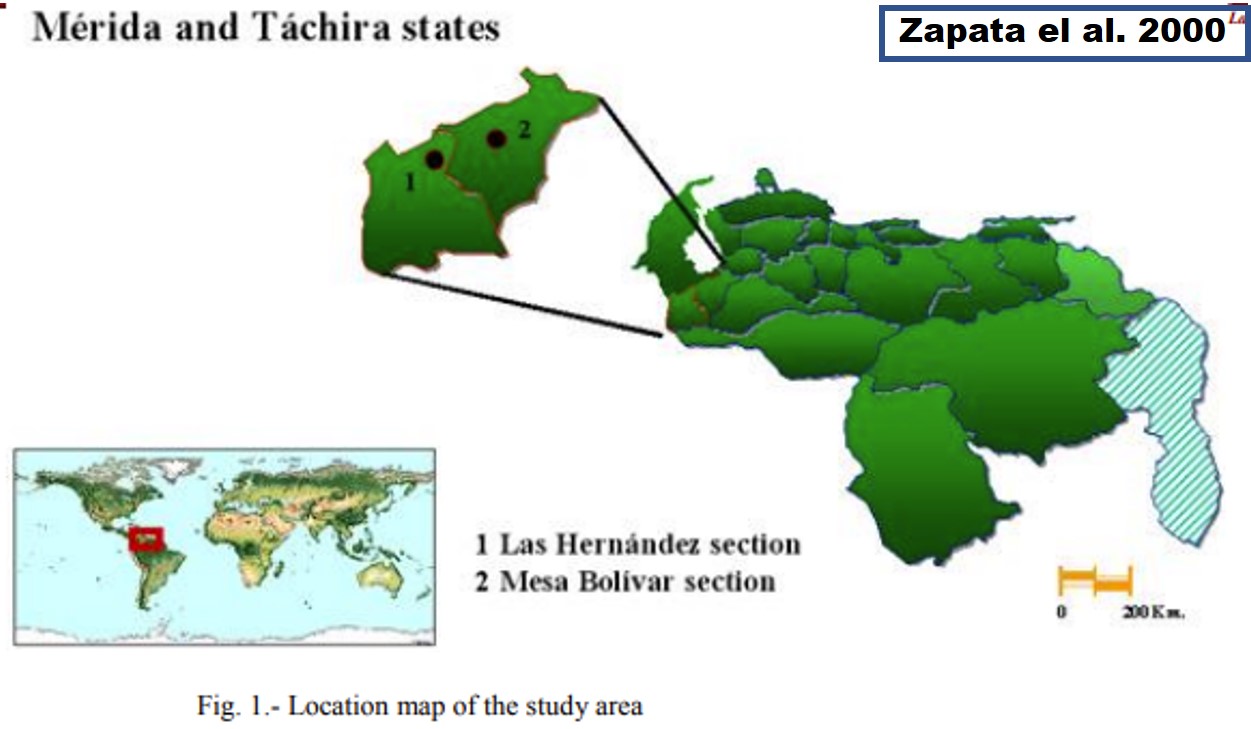 Mérida and Táchira states
Zapata el al. 2000
La
2
1
1 Las Hernández section
2 Mesa Bolívar section
0 200 Km.
Fig. 1.- Location map of the study area